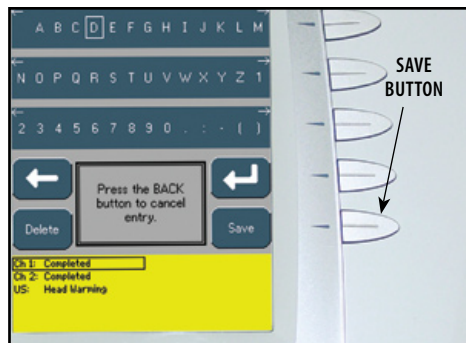 A B C D E F G H I J K L M
N O P Q R S T U V W X Y Z 1
2 3 4 5 6 7 8 9 0 . : - ( )
Press the BACK
button to cancel
entry.
Delete
Save
Ch 1: Completed
Ch 2: Completed
US: Head Warming
SAVE
BUTTON